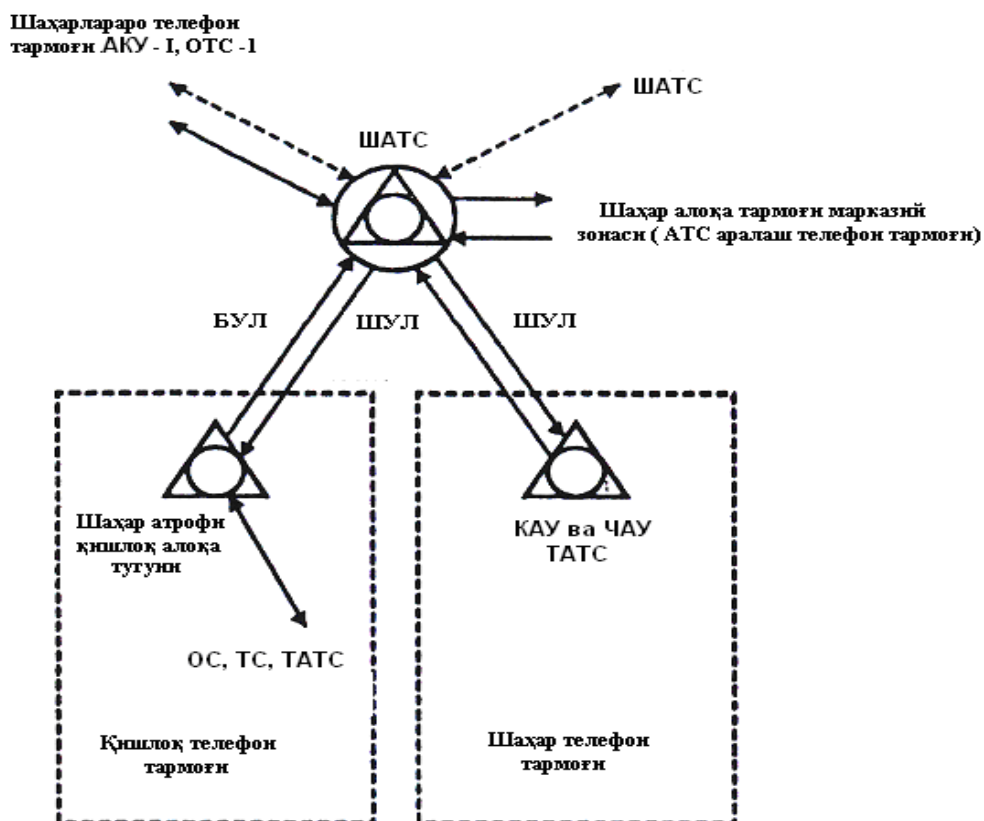 Шаҳарлараро телефон
тармоғи АКУ - I, ОТС -1
ШАТС
ШАТС
Шаҳар алоқа тармоғи марказий
зонаси ( АТС аралаш телефон тармоғи)
БУЛ
ШУЛ
ШУЛ
Шаҳар атрофи
қишлоқ алоқа
тугуни
КАУ ва ЧАУ
ТАТС
ОС, ТС, ТАТС
Қишлоқ телефон
тармоғи
Шаҳар телефон
тармоғи